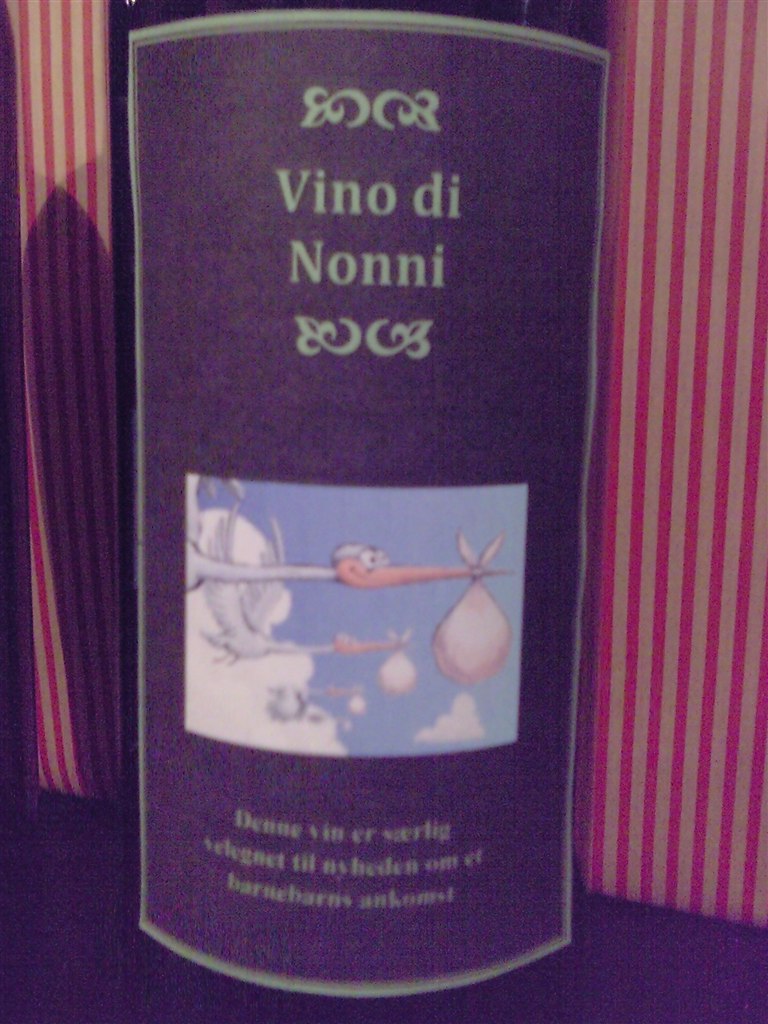 Vino di
Nonni
Denne vin er særlig
velegnet til nyheden om et
barnebarns ankomst